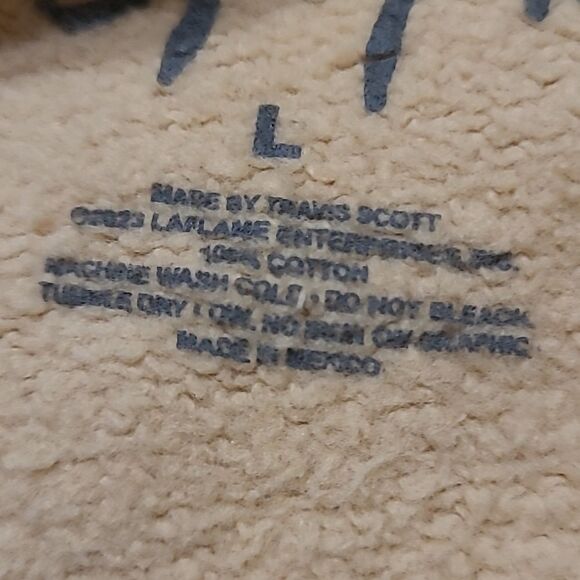 L
MADE BY TRAVIS SCOTT
©2023 LAFLAME ENTERPRISES, INC.
100% COTTON
MACHINE WASH COLD · DO NOT BLEACH.
TUMBLE DRY LOW. NO IRON ON GRAPHIC.
MADE IN MEXICO